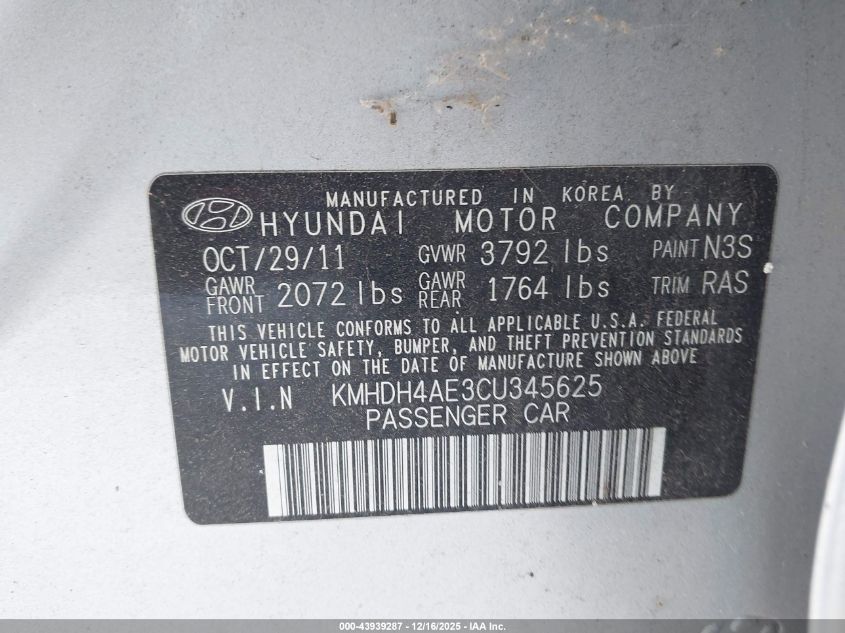 MANUFACTURED IN KOREA BY
HYUNDAI MOTOR COMPANY
OCT/29/11 GVWR 3792 lbs PAINT N3S
GAWR FRONT 2072 lbs GAWR REAR 1764 lbs TRIM RAS
THIS VEHICLE CONFORMS TO ALL APPLICABLE U.S.A. FEDERAL
MOTOR VEHICLE SAFETY, BUMPER, AND THEFT PREVENTION STANDARDS
IN EFFECT ON THE DATE OF MANUFACTURE SHOWN ABOVE
V.I.N KMHDH4AE3CU345625
PASSENGER CAR
000-43939287 - 12/16/2025 - IAA Inc.